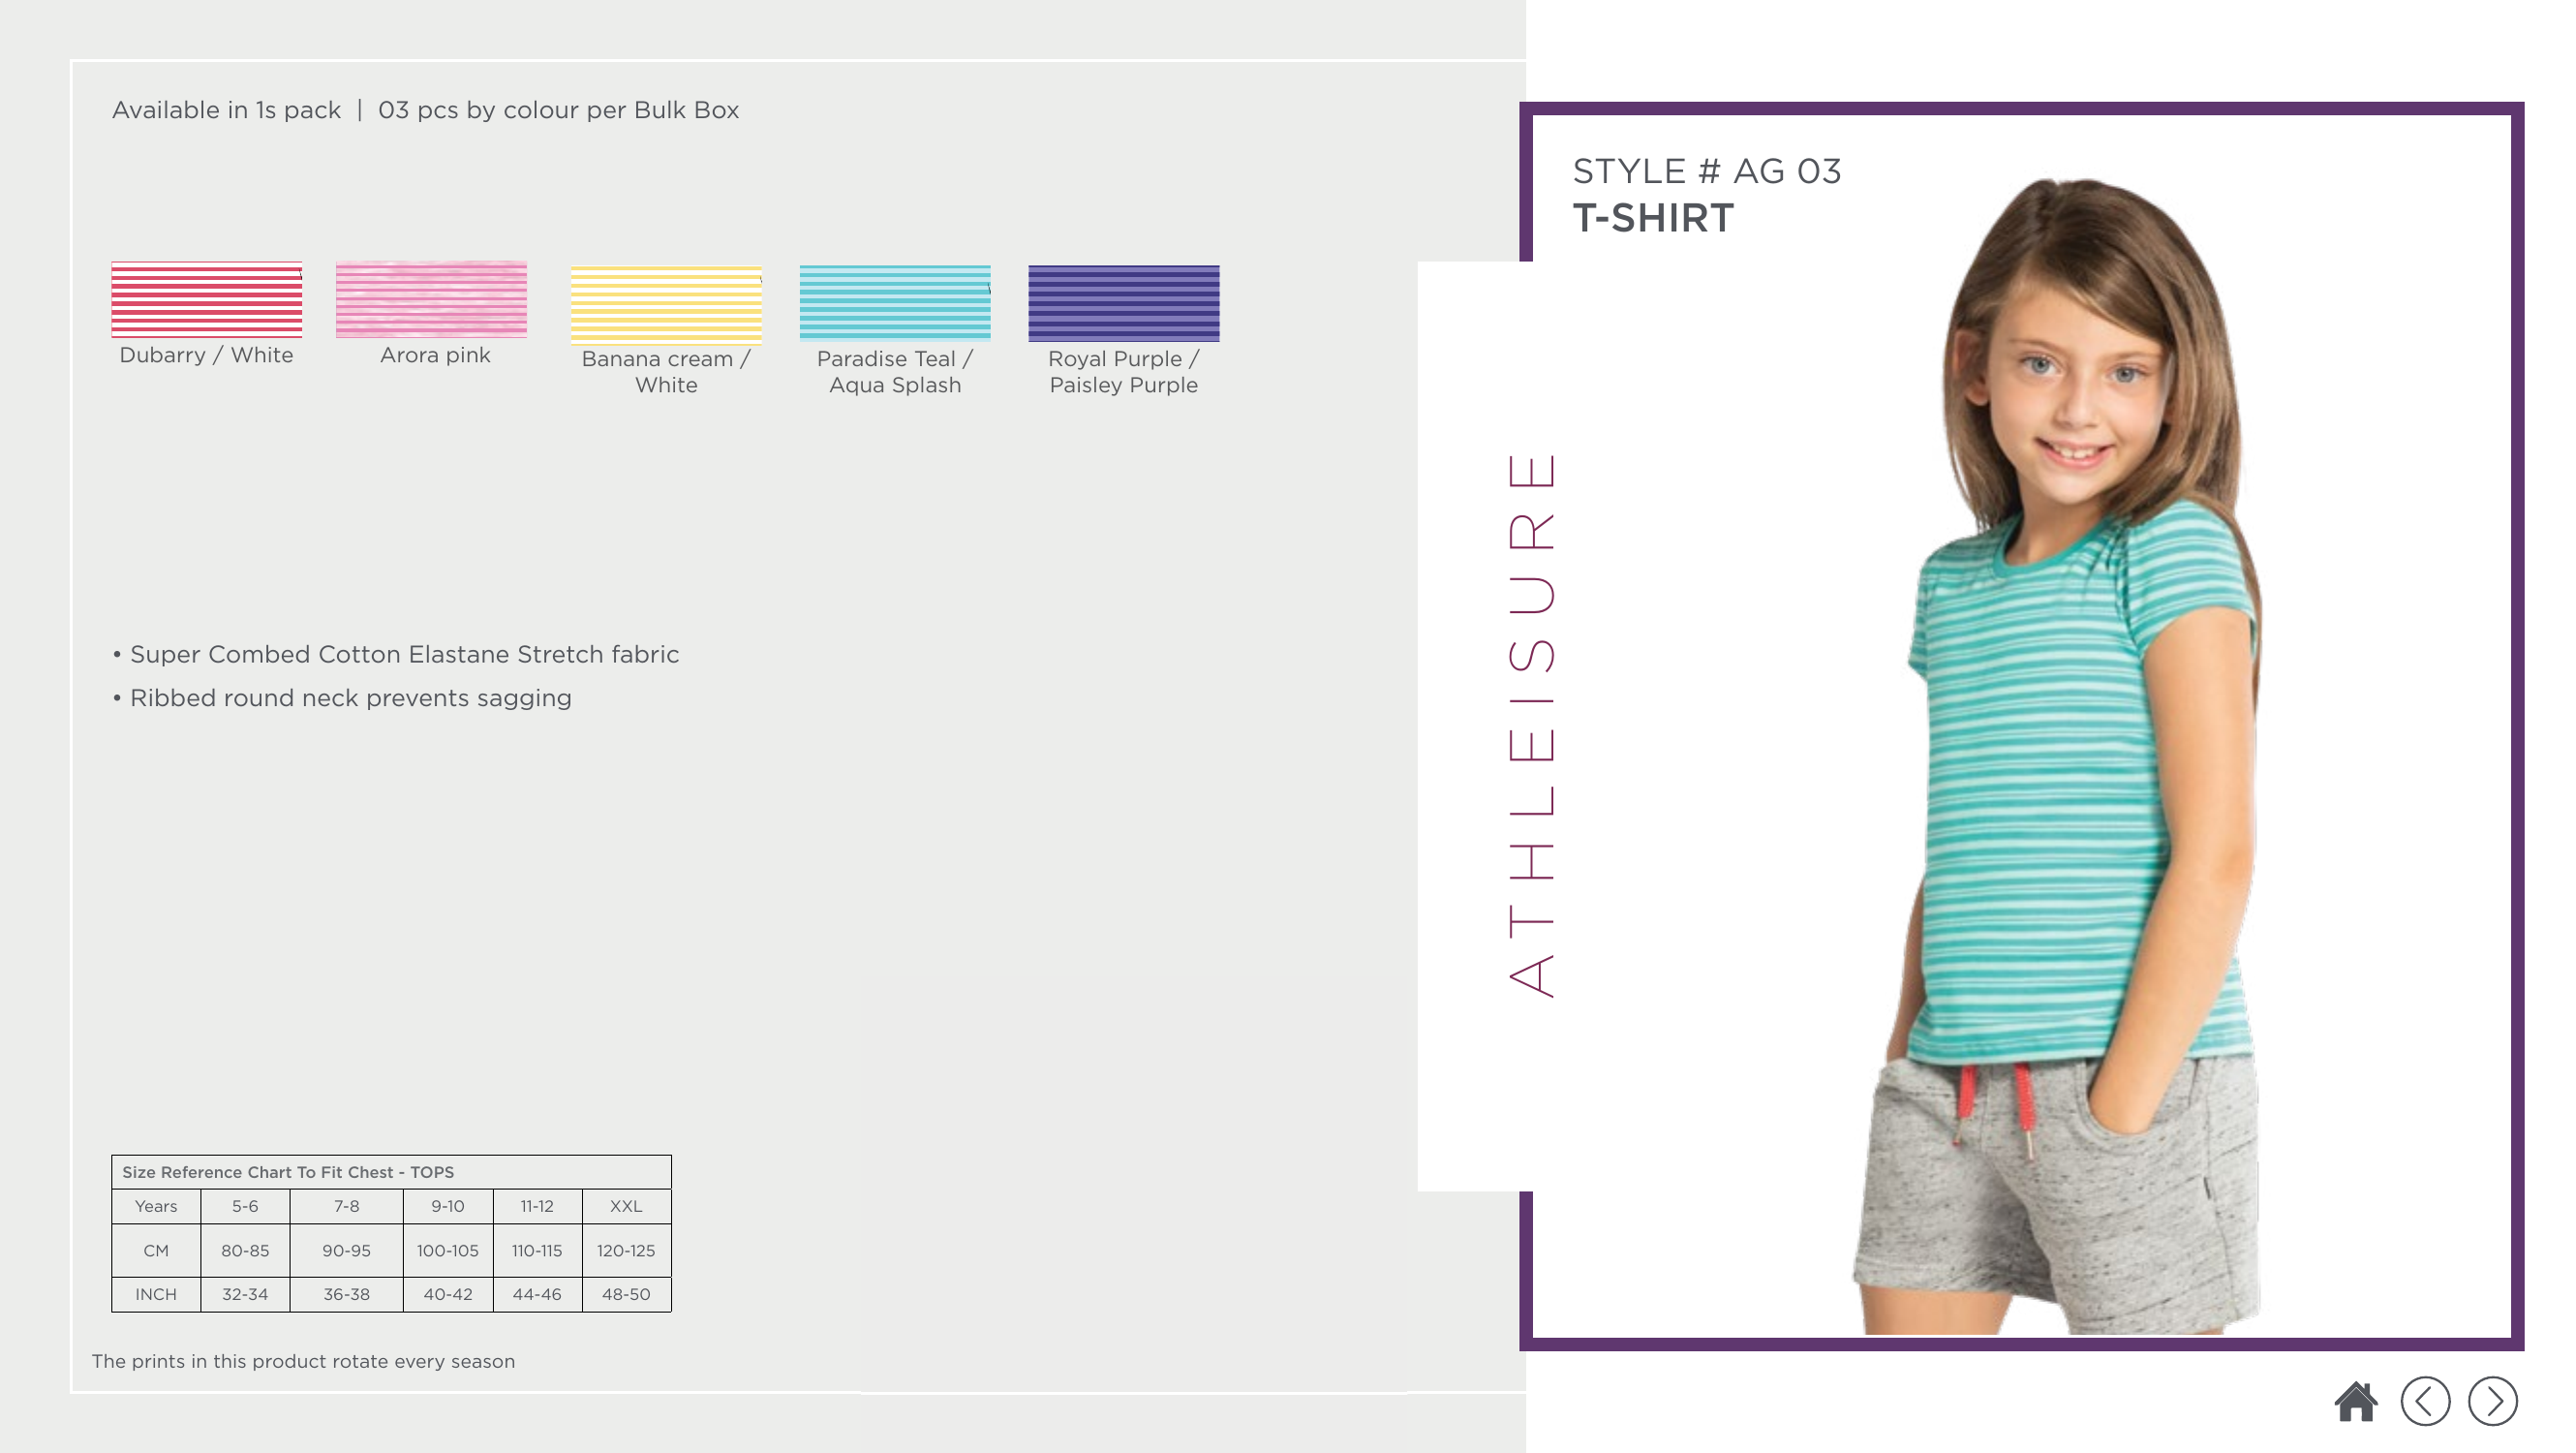 Available in 1s pack | 03 pcs by colour per Bulk Box
Dubarry / White
Arora pink
Banana cream /
White
Paradise Teal /
Aqua Splash
Royal Purple /
Paisley Purple
• Super Combed Cotton Elastane Stretch fabric
• Ribbed round neck prevents sagging
Size Reference Chart To Fit Chest - TOPS
Years 5-6 7-8 9-10 11-12 XXL
CM 80-85 90-95 100-105 110-115 120-125
INCH 32-34 36-38 40-42 44-46 48-50
The prints in this product rotate every season
ATHLEISURE
STYLE # AG 03
T-SHIRT